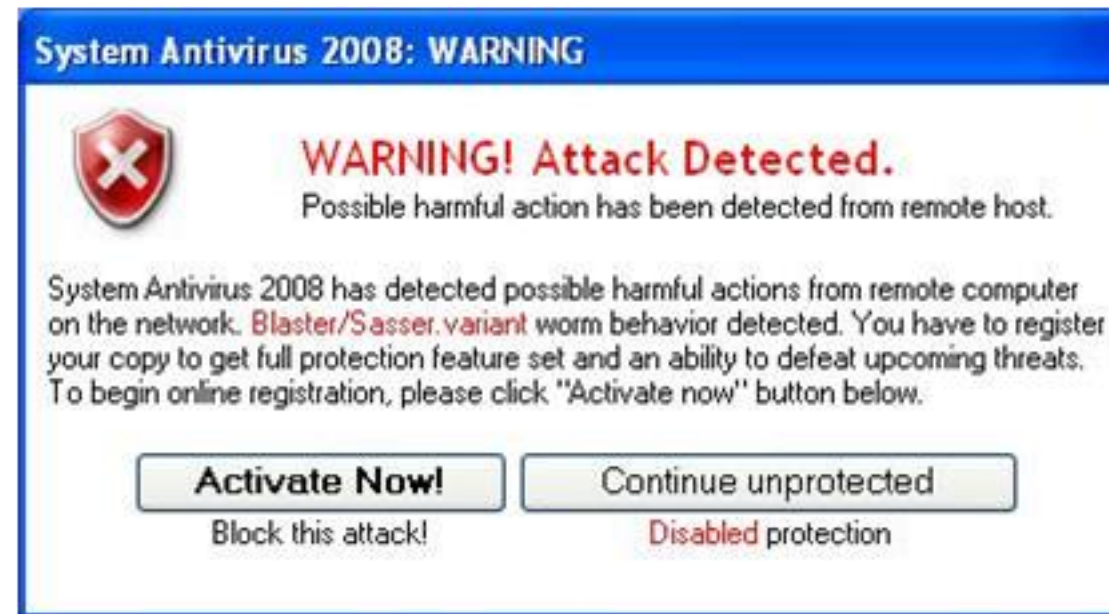 System Antivirus 2008: WARNING
WARNING! Attack Detected.
Possible harmful action has been detected from remote host.
System Antivirus 2008 has detected possible harmful actions from remote computer
on the network. Blaster/Sasser.variant worm behavior detected. You have to register
your copy to get full protection feature set and an ability to defeat upcoming threats.
To begin online registration, please click "Activate now" button below.
Activate Now! Continue unprotected
Block this attack! Disabled protection